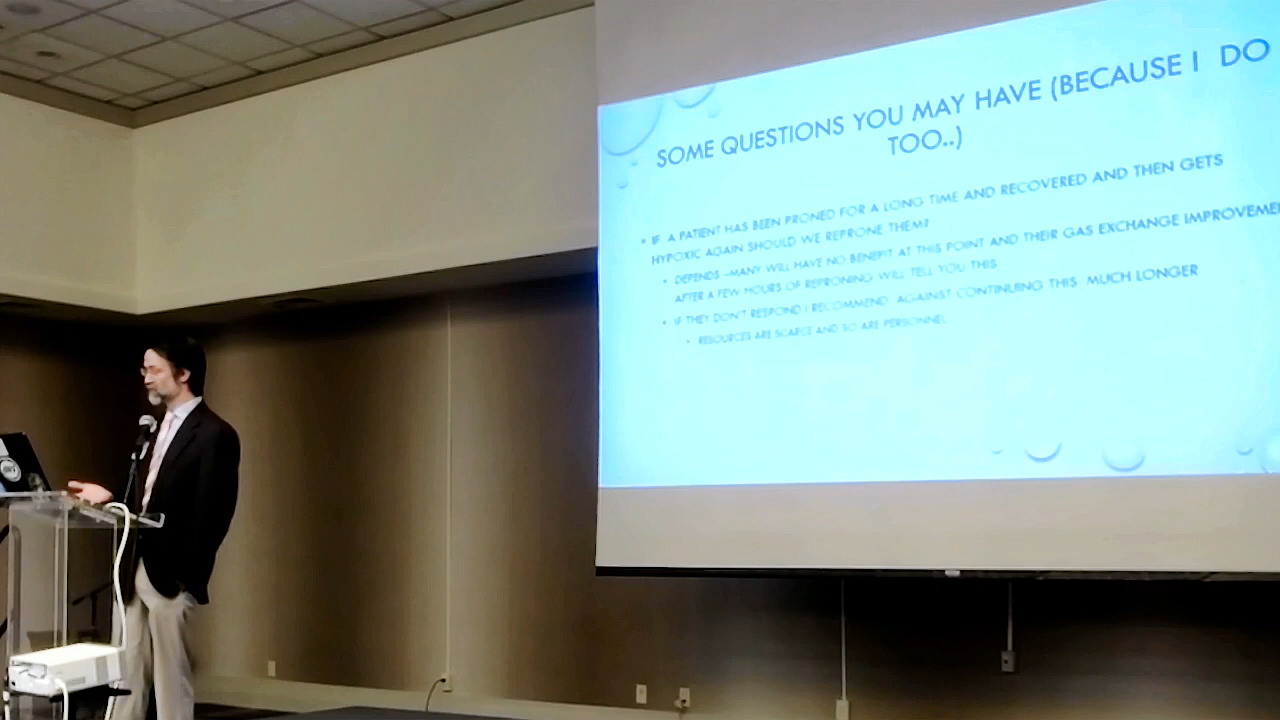 SOME QUESTIONS YOU MAY HAVE (BECAUSE I DO
TOO..)
• IF A PATIENT HAS BEEN PRONED FOR A LONG TIME AND RECOVERED AND THEN GETS
HYPOXIC AGAIN SHOULD WE REPRONE THEM?
• DEPENDS –MANY WILL HAVE NO BENEFIT AT THIS POINT AND THEIR GAS EXCHANGE IMPROVEME
AFTER A FEW HOURS OF REPRONING WILL TELL YOU THIS
• IF THEY DON'T RESPOND I RECOMMEND AGAINST CONTINUING THIS MUCH LONGER
• RESOURCES ARE SCARCE AND SO ARE PERSONNEL